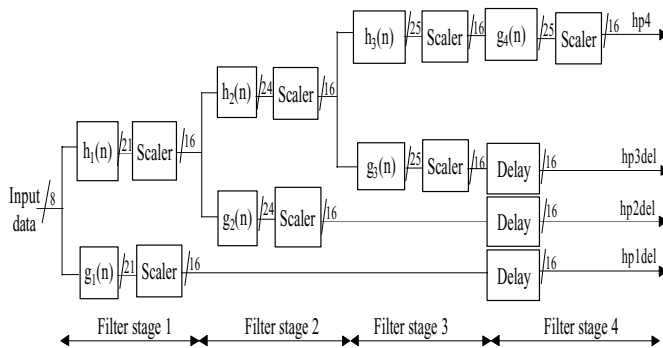 h3(n) 25 Scaler 16 g4(n) 25 Scaler 16 hp4
h2(n) 24 Scaler 16
h1(n) 21 Scaler 16
g3(n) 25 Scaler 16 Delay 16 hp3del
Input
data
8
g2(n) 24 Scaler 16 Delay 16 hp2del
g1(n) 21 Scaler 16 Delay 16 hp1del
Filter stage 1 Filter stage 2 Filter stage 3 Filter stage 4